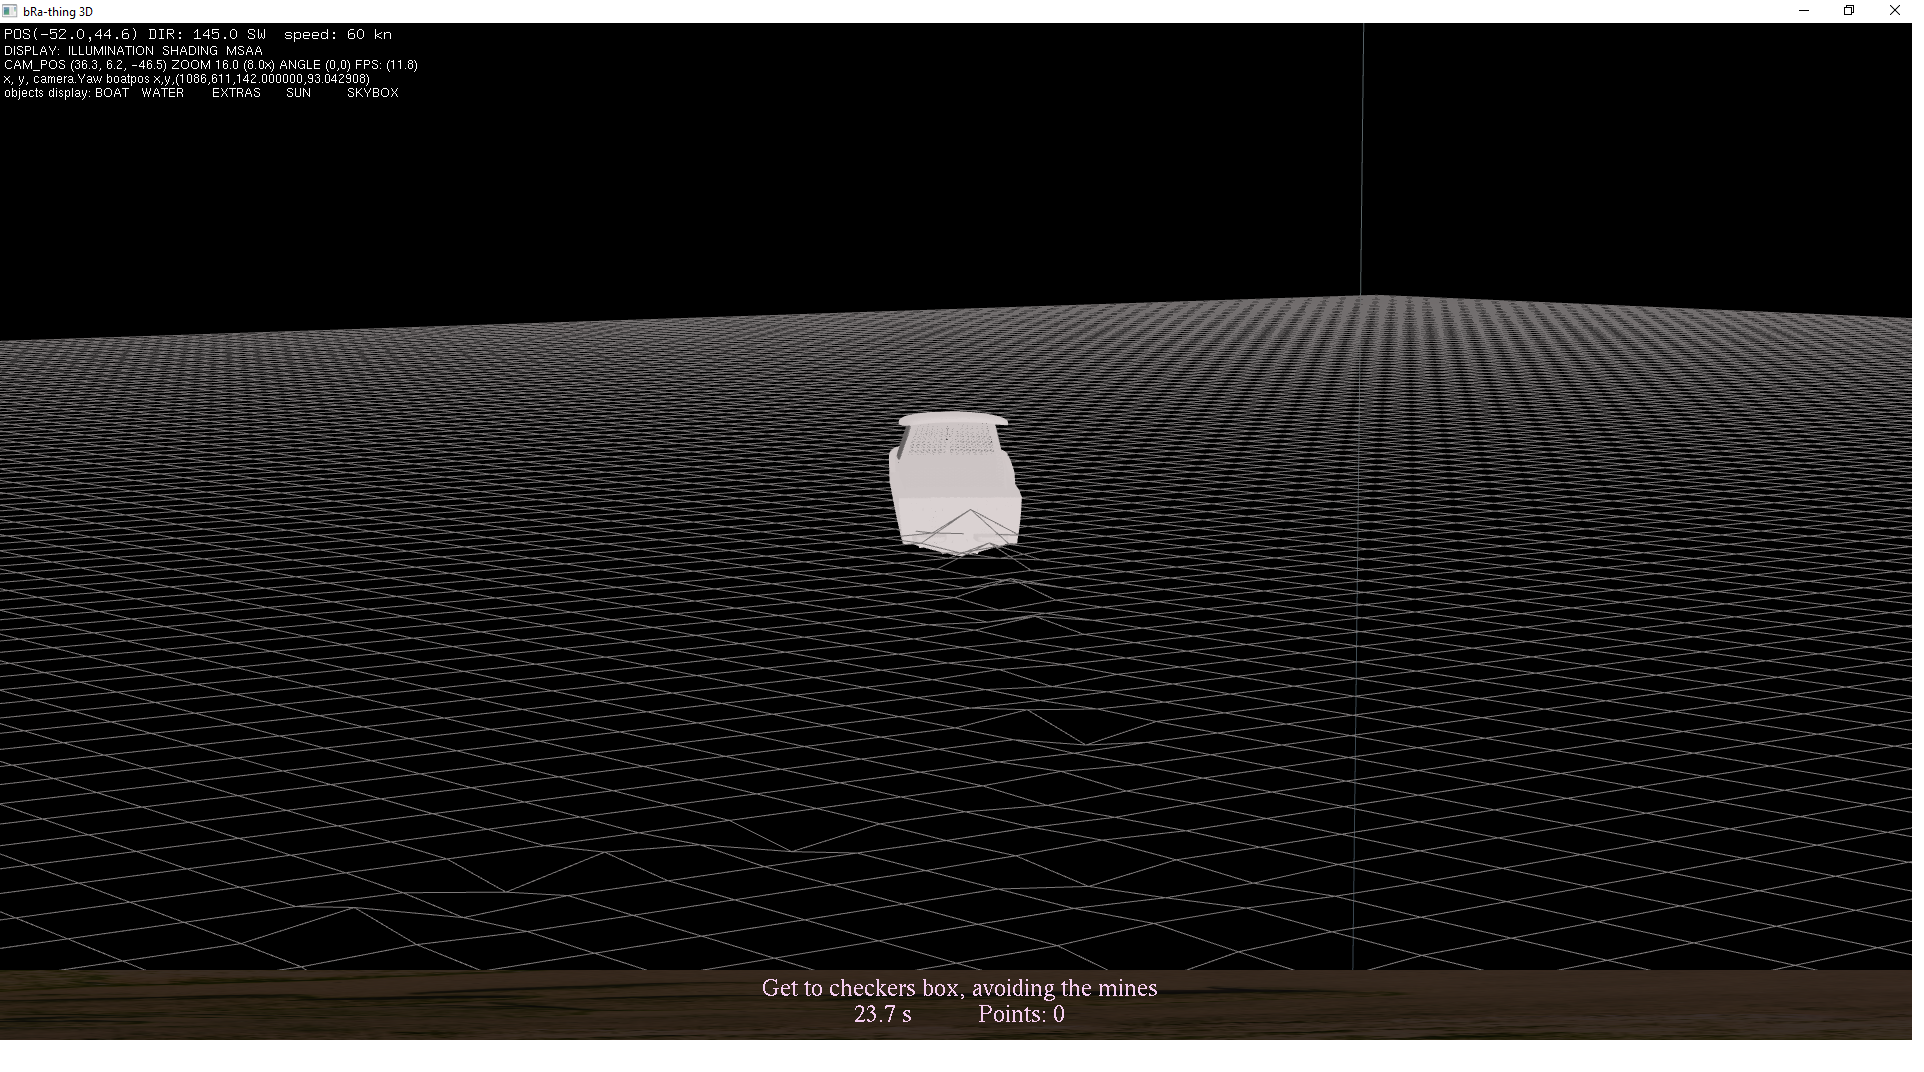 bRa-thing 3D
POS(-52.0,44.6) DIR: 145.0 SW speed: 60 kn
DISPLAY: ILLUMINATION SHADING MSAA
CAM_POS (36.3, 6.2, -46.5) ZOOM 16.0 (8.0x) ANGLE (0,0) FPS: (11.8)
x, y, camera.Yaw boatpos x,y,(1086,611,142.000000,93.042908)
objects display: BOAT WATER EXTRAS SUN SKYBOX
Get to checkers box, avoiding the mines
23.7 s Points: 0